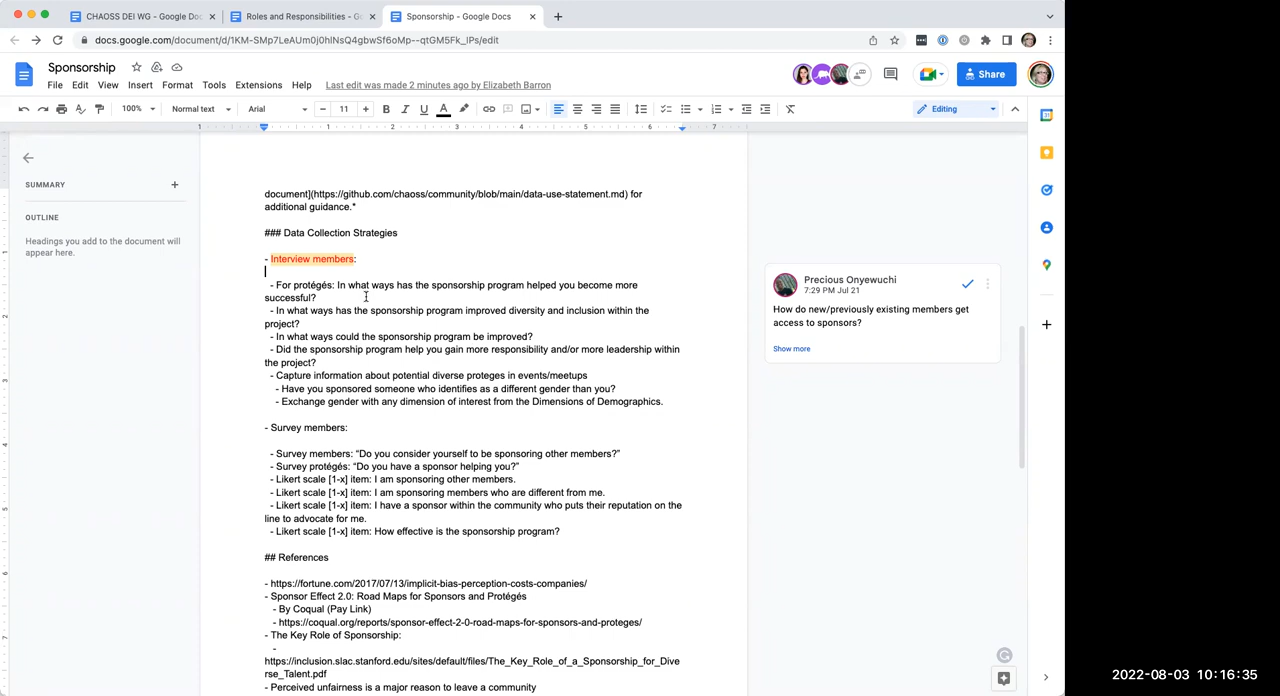 CHAOSS DEI WG - Google Doc
Roles and Responsibilities - Go
Sponsorship - Google Docs
docs.google.com/document/d/1KM-SMp7LeAUm0j0hlNsQ4gbwSf6oMp--qtGM5Fk_lPs/edit
Sponsorship
File Edit View Insert Format Tools Extensions Help Last edit was made 2 minutes ago by Elizabeth Barron
Share
100% Normal text Arial 11 Editing
1 1 2 3 4 5 6 7
SUMMARY
OUTLINE
Headings you add to the document will
appear here.
document](https://github.com/chaoss/community/blob/main/data-use-statement.md) for
additional guidance.*
### Data Collection Strategies
- Interview members:
- For protégés: In what ways has the sponsorship program helped you become more
successful?
- In what ways has the sponsorship program improved diversity and inclusion within the
project?
- In what ways could the sponsorship program be improved?
- Did the sponsorship program help you gain more responsibility and/or more leadership within
the project?
- Capture information about potential diverse proteges in events/meetups
- Have you sponsored someone who identifies as a different gender than you?
- Exchange gender with any dimension of interest from the Dimensions of Demographics.
- Survey members:
- Survey members: “Do you consider yourself to be sponsoring other members?”
- Survey protégés: “Do you have a sponsor helping you?”
- Likert scale [1-x] item: I am sponsoring other members.
- Likert scale [1-x] item: I am sponsoring members who are different from me.
- Likert scale [1-x] item: I have a sponsor within the community who puts their reputation on the
line to advocate for me.
- Likert scale [1-x] item: How effective is the sponsorship program?
## References
- https://fortune.com/2017/07/13/implicit-bias-perception-costs-companies/
- Sponsor Effect 2.0: Road Maps for Sponsors and Protégés
- By Coqual (Pay Link)
- https://coqual.org/reports/sponsor-effect-2-0-road-maps-for-sponsors-and-proteges/
- The Key Role of Sponsorship:
-
https://inclusion.slac.stanford.edu/sites/default/files/The_Key_Role_of_a_Sponsorship_for_Dive
rse_Talent.pdf
- Perceived unfairness is a major reason to leave a community
Precious Onyewuchi
7:29 PM Jul 21
How do new/previously existing members get
access to sponsors?
Show more
2022-08-03 10:16:35